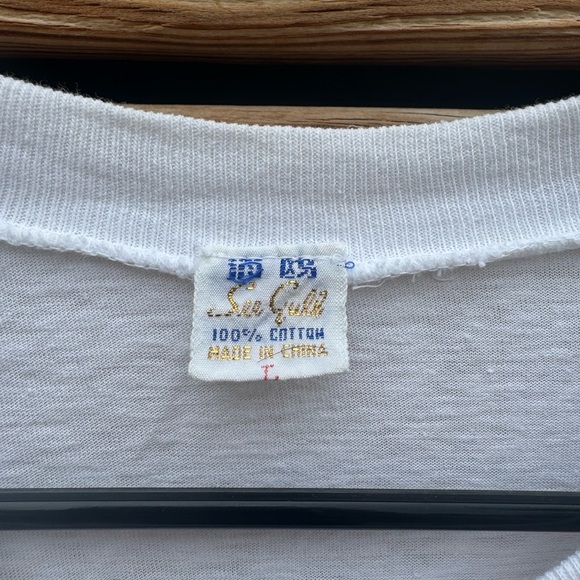 海鸥
Sea Gull
100% COTTON
MADE IN CHINA
L